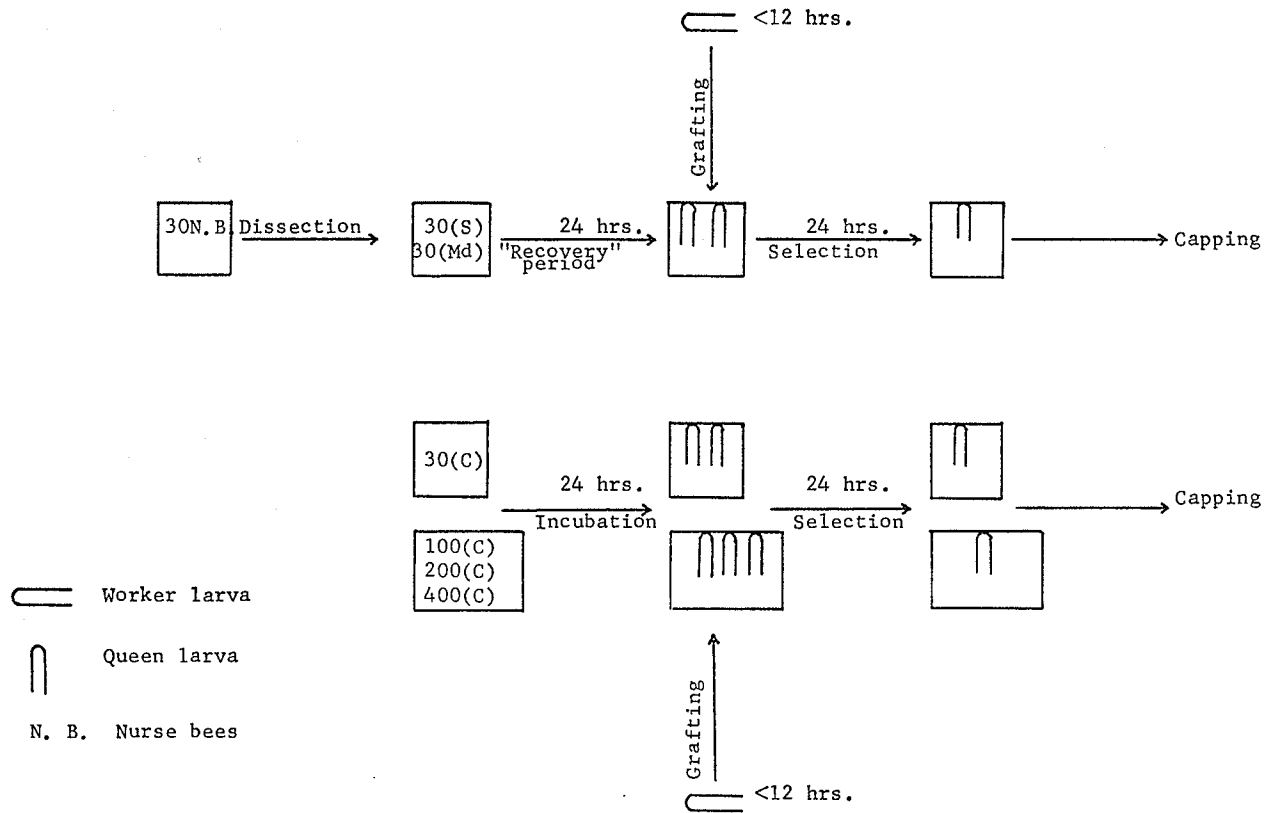 <12 hrs.
Grafting
30N.B. Dissection
30(S)
30(Md)
24 hrs.
"Recovery"
period
24 hrs.
Selection
Capping
30(C)
100(C)
200(C)
400(C)
24 hrs.
Incubation
24 hrs.
Selection
Capping
Worker larva
Queen larva
N. B. Nurse bees
Grafting
<12 hrs.